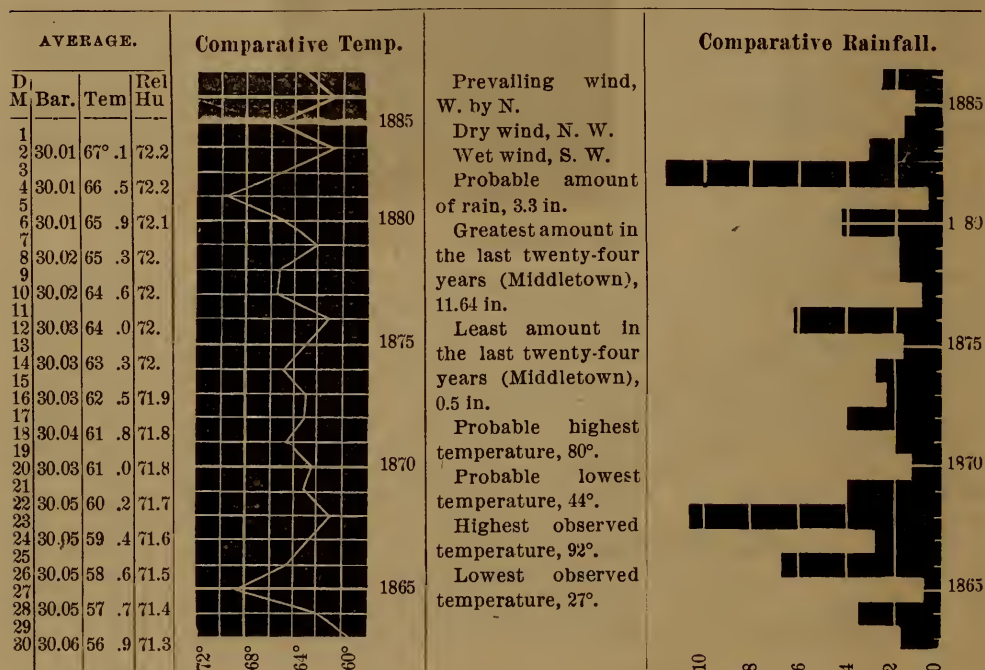 AVERAGE.
D M Bar. Tem Rel Hu
1
2 30.01 67° .1 72.2
3
4 30.01 66 .5 72.2
5
6 30.01 65 .9 72.1
7
8 30.02 65 .3 72.
9
10 30.02 64 .6 72.
11
12 30.03 64 .0 72.
13
14 30.03 63 .3 72.
15
16 30.03 62 .5 71.9
17
18 30.04 61 .8 71.8
19
20 30.03 61 .0 71.8
21
22 30.05 60 .2 71.7
23
24 30.05 59 .4 71.6
25
26 30.05 58 .6 71.5
27
28 30.05 57 .7 71.4
29
30 30.06 56 .9 71.3
Comparative Temp.
1885
1880
1875
1870
1865
72°
68°
64°
60°
Prevailing wind,
W. by N.
Dry wind, N. W.
Wet wind, S. W.
Probable amount
of rain, 3.3 in.
Greatest amount in
the last twenty-four
years (Middletown),
11.64 in.
Least amount in
the last twenty-four
years (Middletown),
0.5 in.
Probable highest
temperature, 80°.
Probable lowest
temperature, 44°.
Highest observed
temperature, 92°.
Lowest observed
temperature, 27°.
Comparative Rainfall.
1885
1 80
1875
1870
1865
10
8
6
4
2
0